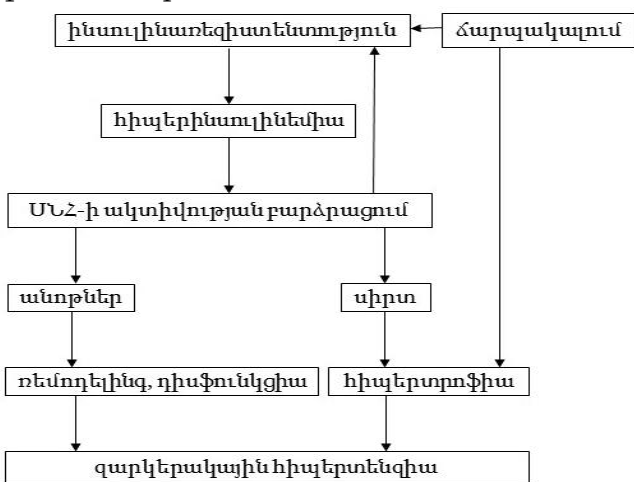 ինսուլինառեզիստենտություն
ճարպակալում
հիպերինսուլինեմիա
ՍՆՀ-ի ակտիվության բարձրացում
անոթներ
սիրտ
ռեմոդելինգ, դիսֆունկցիա
հիպերտրոֆիա
զարկերակային հիպերտենզիա